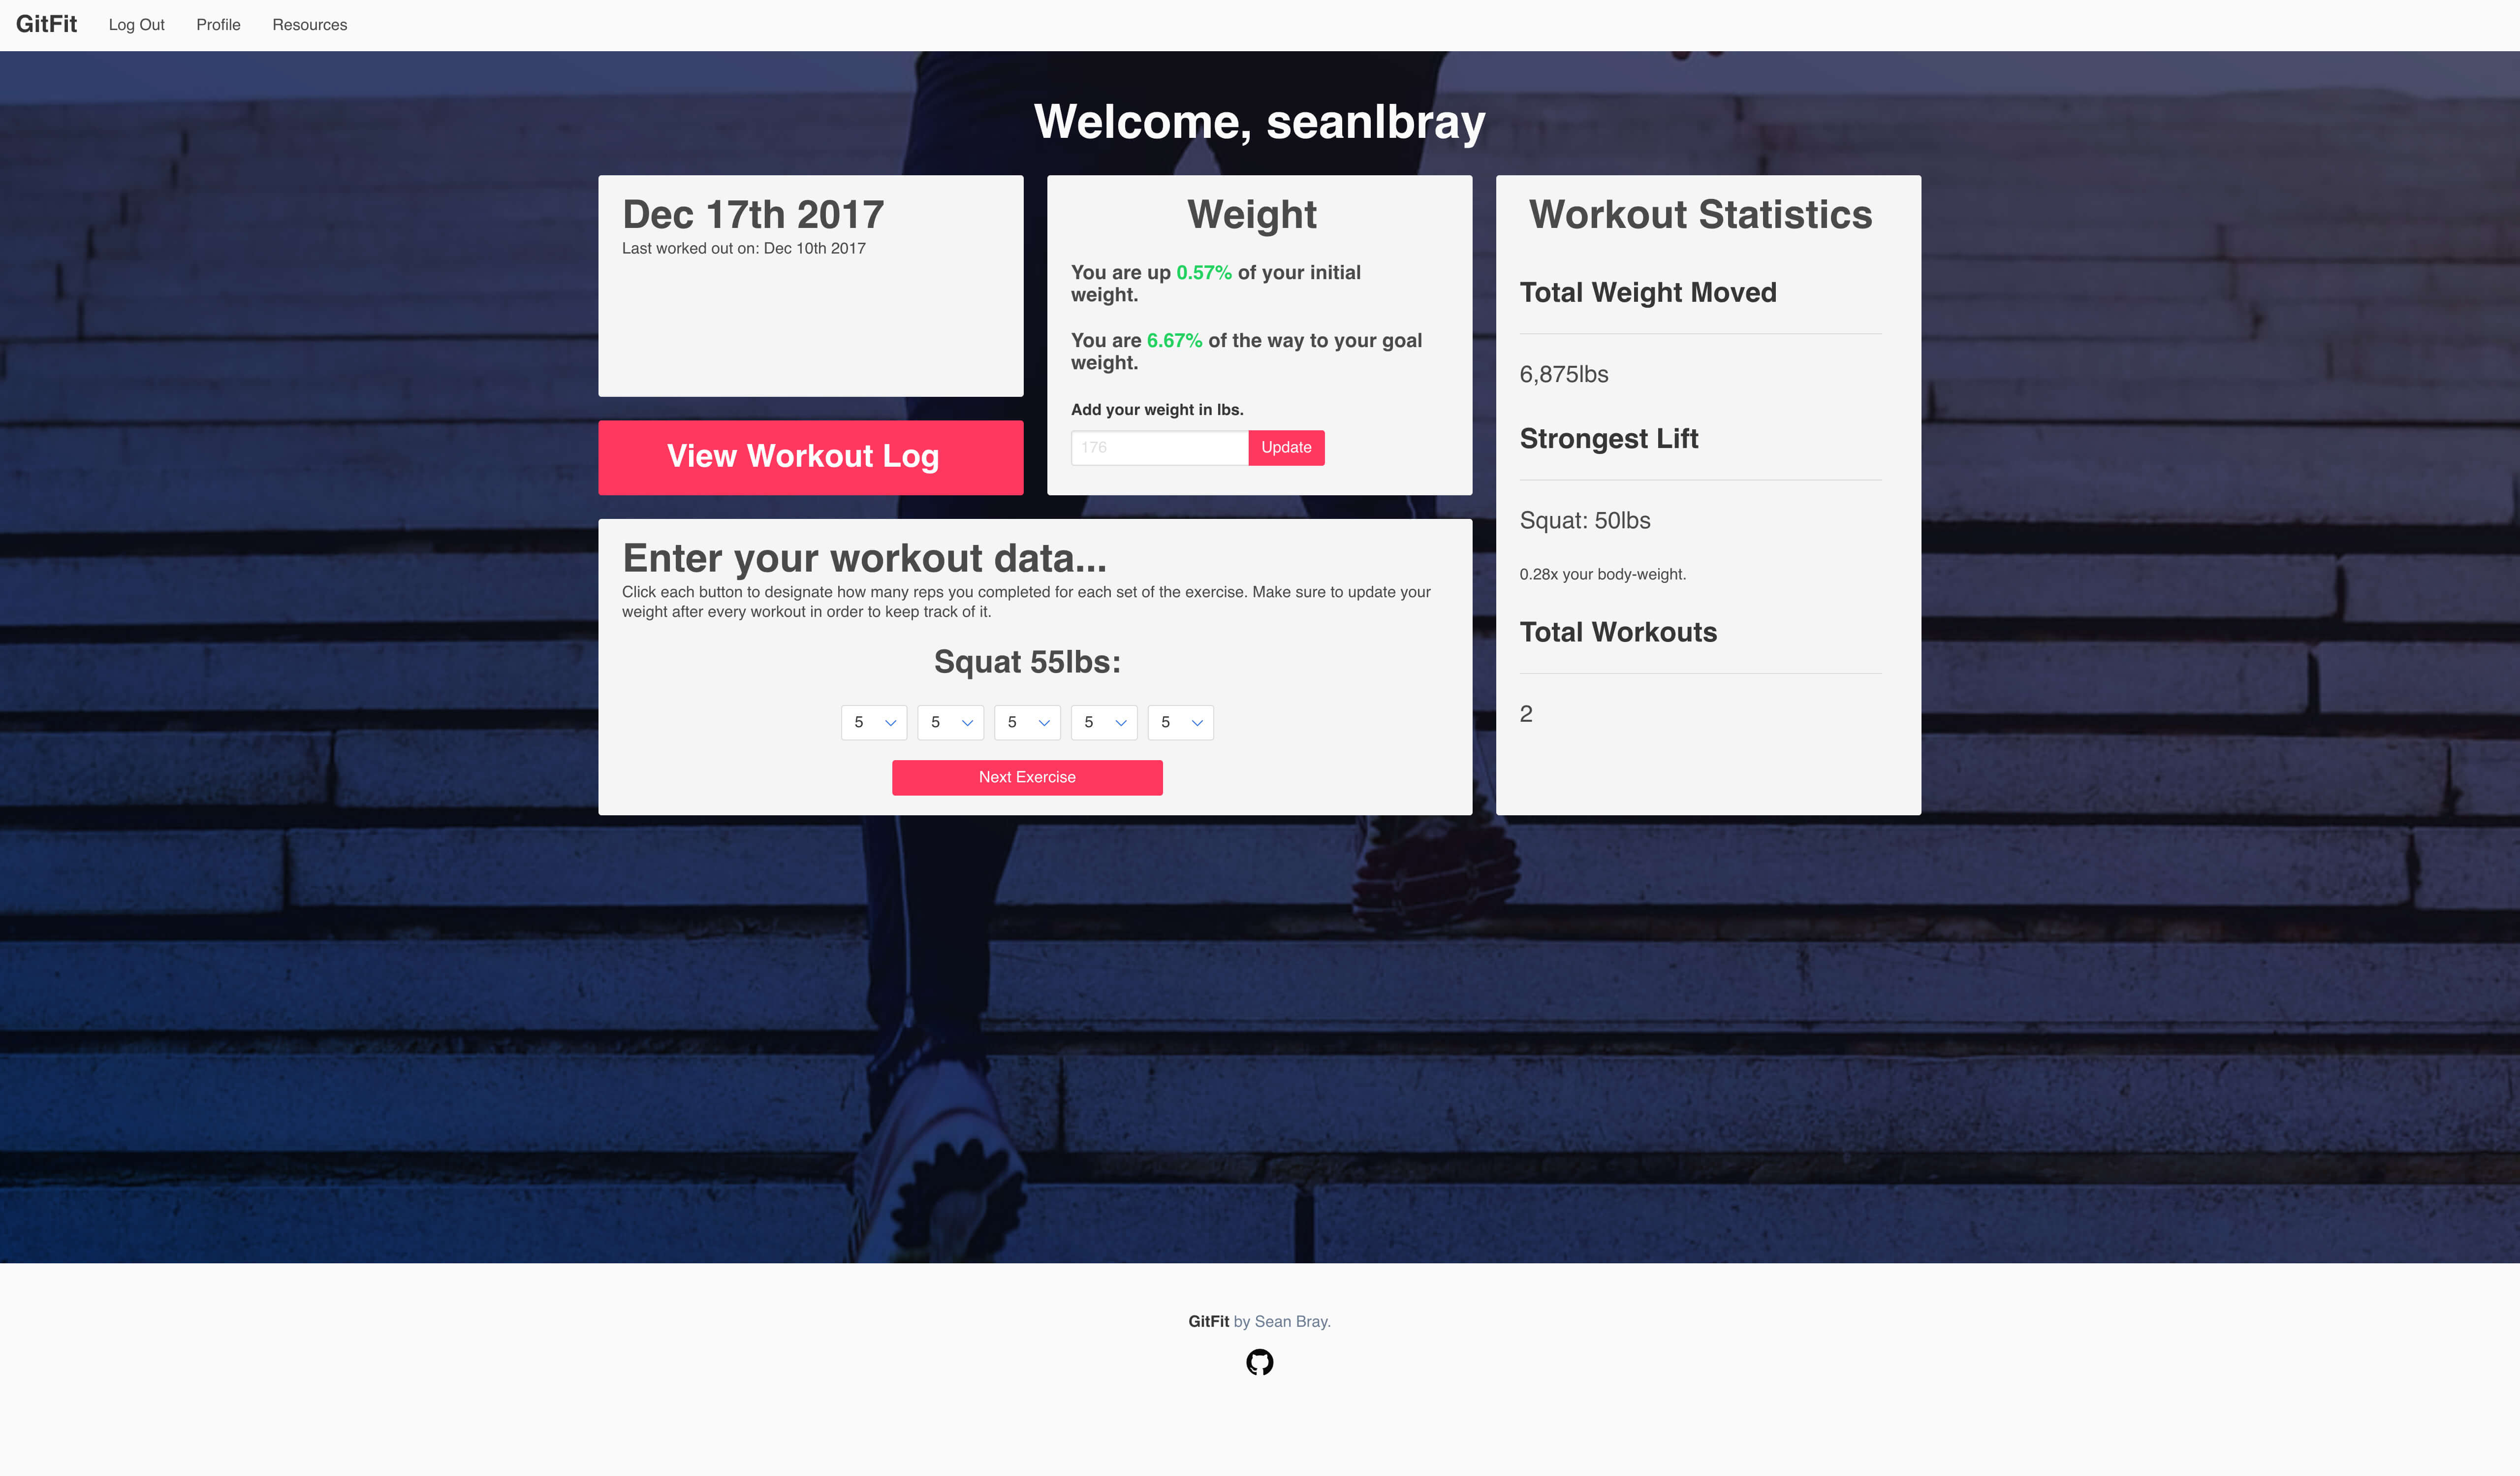 GitFit
Log Out
Profile
Resources
Welcome, seanlbray
Dec 17th 2017
Last worked out on: Dec 10th 2017
View Workout Log
Weight
You are up 0.57% of your initial
weight.
You are 6.67% of the way to your goal
weight.
Add your weight in lbs.
176
Update
Enter your workout data...
Click each button to designate how many reps you completed for each set of the exercise. Make sure to update your
weight after every workout in order to keep track of it.
Squat 55lbs:
5 5 5 5 5
Next Exercise
Workout Statistics
Total Weight Moved
6,875lbs
Strongest Lift
Squat: 50lbs
0.28x your body-weight.
Total Workouts
2
GitFit by Sean Bray.